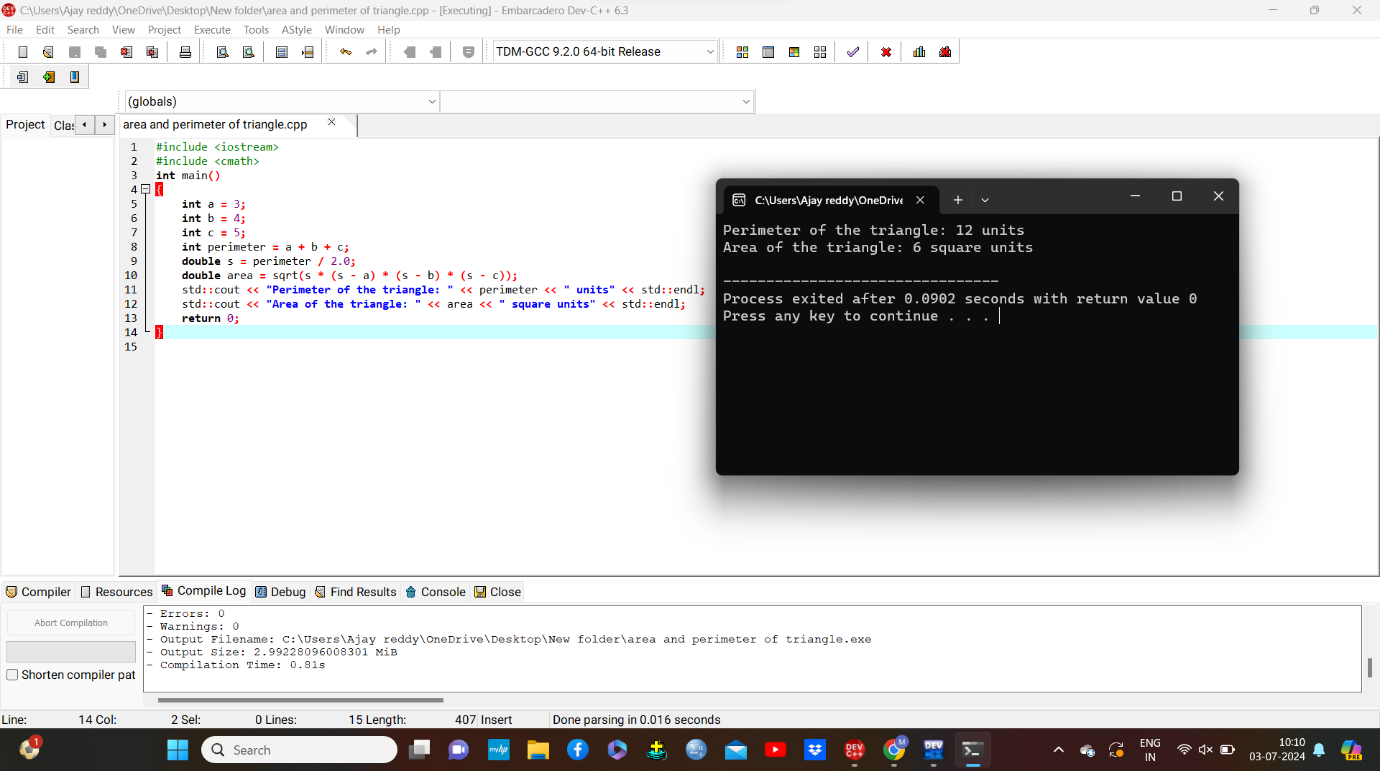 C:\Users\Ajay reddy\OneDrive\Desktop\New folder\area and perimeter of triangle.cpp - [Executing] - Embarcadero Dev-C++ 6.3
File Edit Search View Project Execute Tools AStyle Window Help
TDM-GCC 9.2.0 64-bit Release
(globals)
Project Clas
area and perimeter of triangle.cpp
1 #include <iostream>
2 #include <cmath>
3 int main()
4 {
5 int a = 3;
6 int b = 4;
7 int c = 5;
8 int perimeter = a + b + c;
9 double s = perimeter / 2.0;
10 double area = sqrt(s * (s - a) * (s - b) * (s - c));
11 std::cout << "Perimeter of the triangle: " << perimeter << " units" << std::endl;
12 std::cout << "Area of the triangle: " << area << " square units" << std::endl;
13 return 0;
14 }
15
C:\Users\Ajay reddy\OneDrive
Perimeter of the triangle: 12 units
Area of the triangle: 6 square units
--------------------------------
Process exited after 0.0902 seconds with return value 0
Press any key to continue . . .
Compiler Resources Compile Log Debug Find Results Console Close
Abort Compilation
Shorten compiler pat
- Errors: 0
- Warnings: 0
- Output Filename: C:\Users\Ajay reddy\OneDrive\Desktop\New folder\area and perimeter of triangle.exe
- Output Size: 2.99228096008301 MiB
- Compilation Time: 0.81s
Line: 14 Col: 2 Sel: 0 Lines: 15 Length: 407 Insert Done parsing in 0.016 seconds
1
Search
myhp
DEV C++
M
DEV C++
ENG
IN
10:10
03-07-2024
PRE